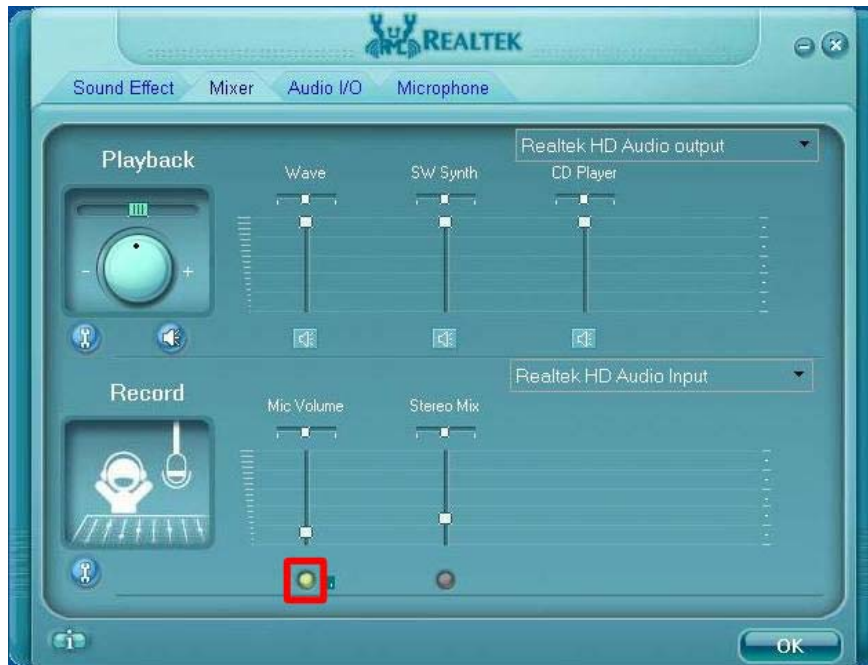 REALTEK
Sound Effect Mixer Audio I/O Microphone
Realtek HD Audio output
Playback
Wave SW Synth CD Player
- +
Realtek HD Audio Input
Record
Mic Volume Stereo Mix
i
OK